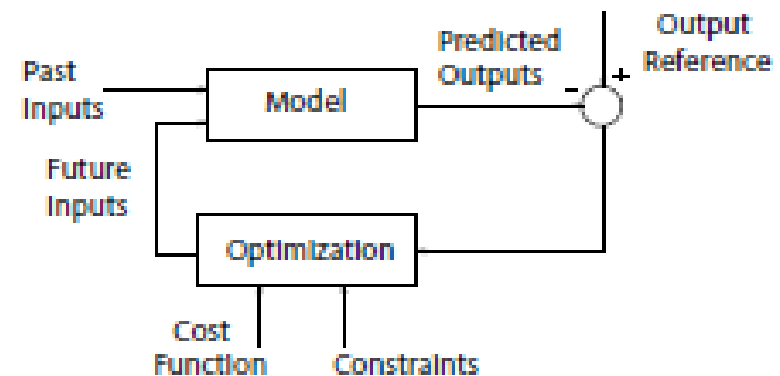 Past
Inputs
Model
Predicted
Outputs
-
+
Output
Reference
Future
Inputs
Optimization
Cost
Function
Constraints